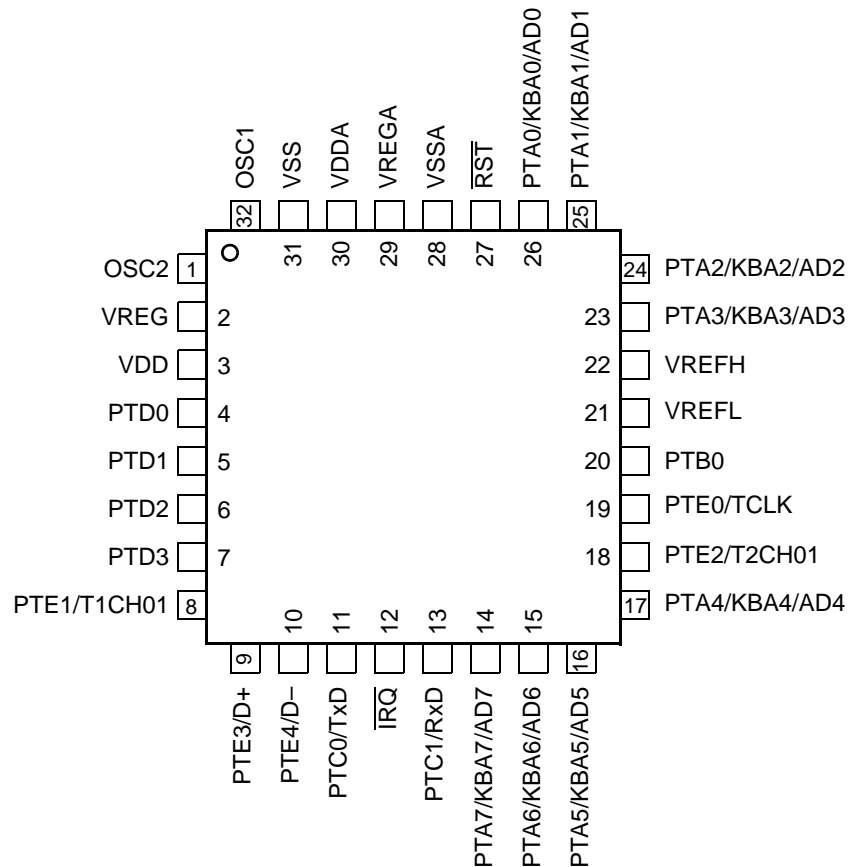 OSC1
VSS
VDDA
VREGA
VSSA
R̅S̅T̅
PTA0/KBA0/AD0
PTA1/KBA1/AD1
32
31
30
29
28
27
26
25
OSC2 1
VREG 2
VDD 3
PTD0 4
PTD1 5
PTD2 6
PTD3 7
PTE1/T1CH01 8
24 PTA2/KBA2/AD2
23 PTA3/KBA3/AD3
22 VREFH
21 VREFL
20 PTB0
19 PTE0/TCLK
18 PTE2/T2CH01
17 PTA4/KBA4/AD4
9
10
11
12
13
14
15
16
PTE3/D+
PTE4/D–
PTC0/TxD
I̅R̅Q̅
PTC1/RxD
PTA7/KBA7/AD7
PTA6/KBA6/AD6
PTA5/KBA5/AD5